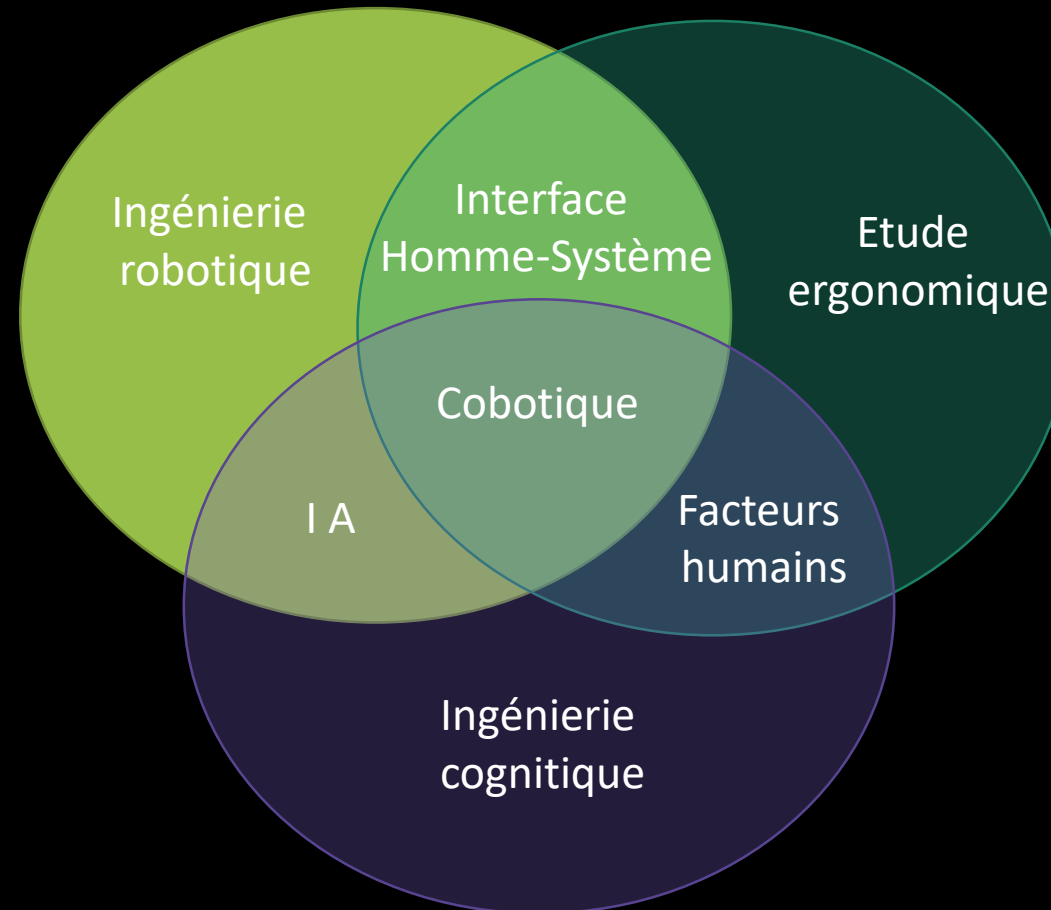 Ingénierie
robotique
Interface
Homme-Système
Etude
ergonomique
Cobotique
I A
Facteurs
humains
Ingénierie
cognitique